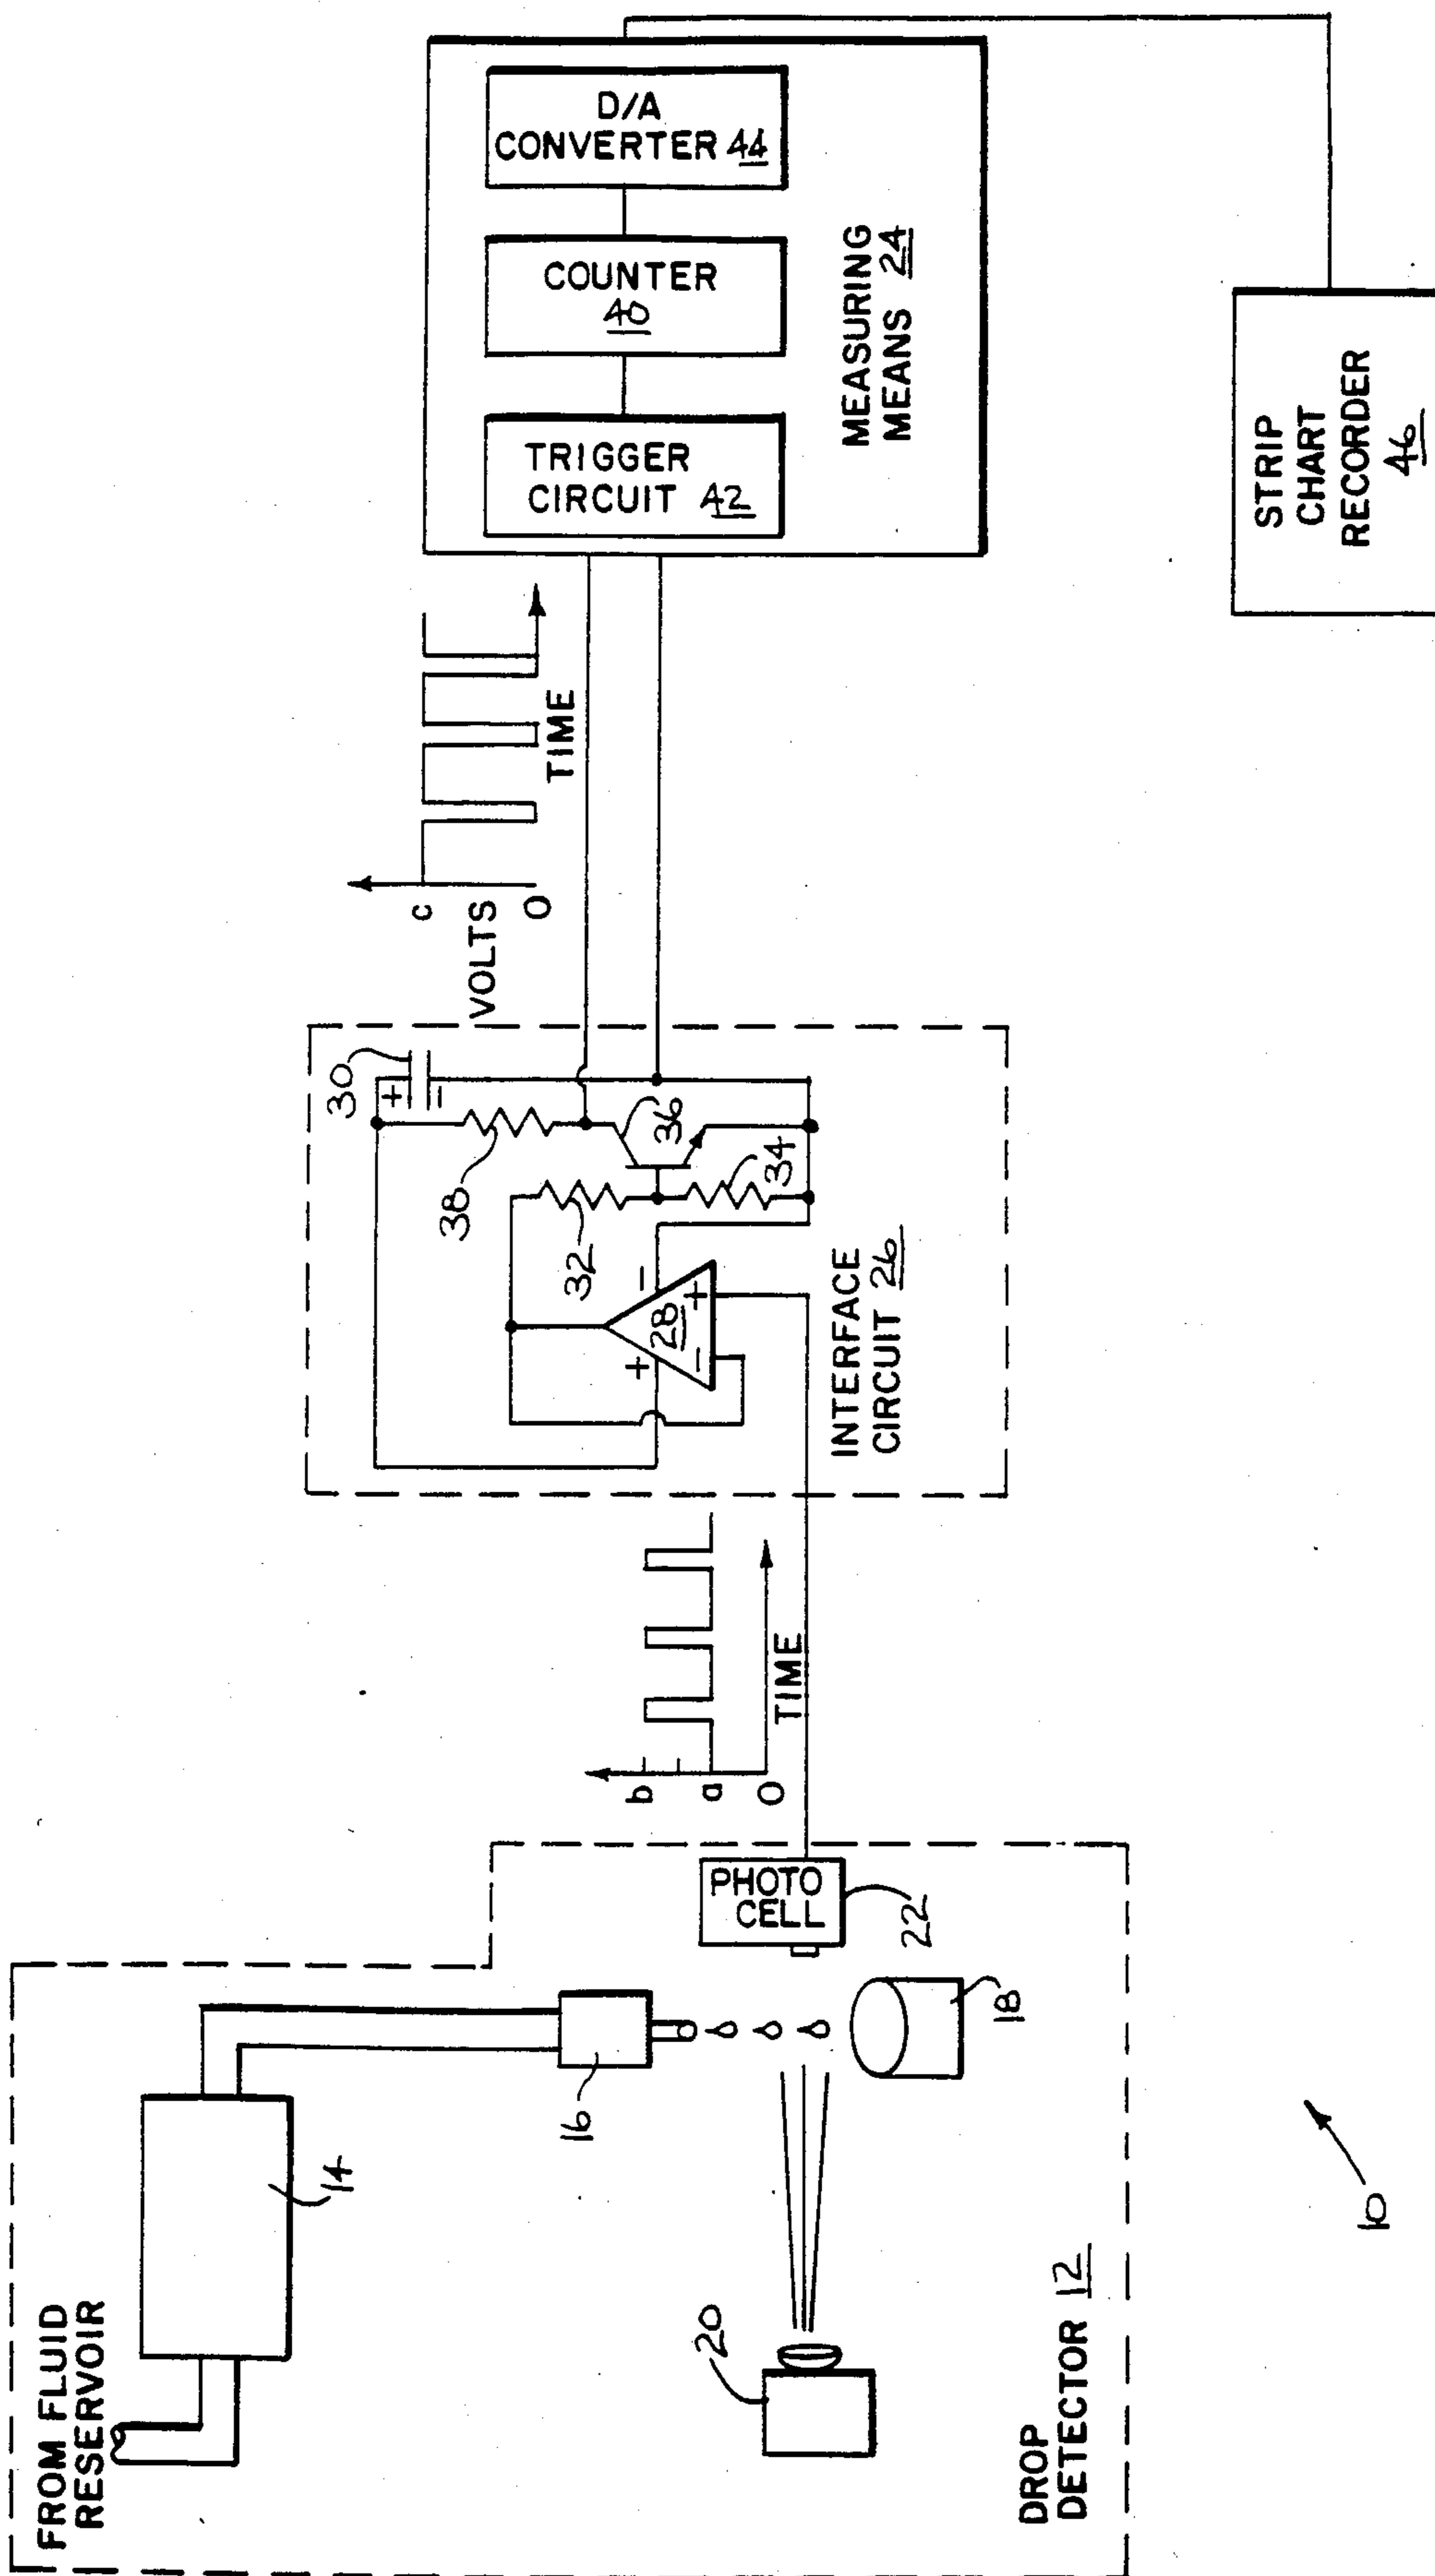 FROM FLUID
RESERVOIR
14
16
20
18
PHOTO
CELL
22
DROP
DETECTOR 12
10
b
a
0
TIME
30
+
−
38
36
32
34
+
−
28
−
+
INTERFACE
CIRCUIT 26
c
VOLTS
0
TIME
TRIGGER
CIRCUIT 42
COUNTER
40
D/A
CONVERTER 44
MEASURING
MEANS 24
STRIP
CHART
RECORDER
46